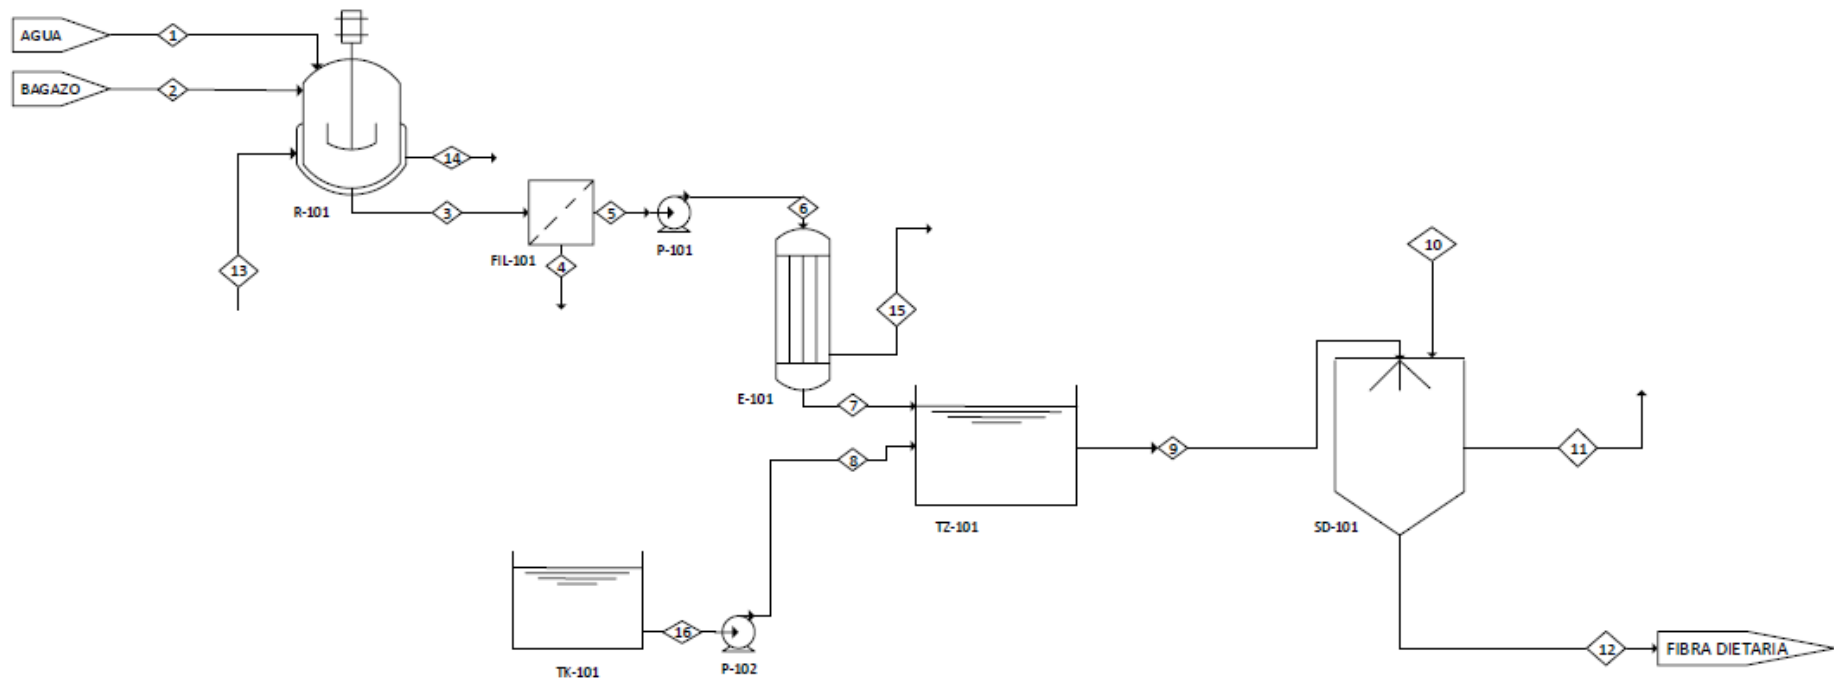 AGUA
1
BAGAZO
2
14
R-101
3
5
6
FIL-101
4
P-101
10
13
15
E-101
7
8
9
11
TZ-101
SD-101
16
TK-101
P-102
12
FIBRA DIETARIA